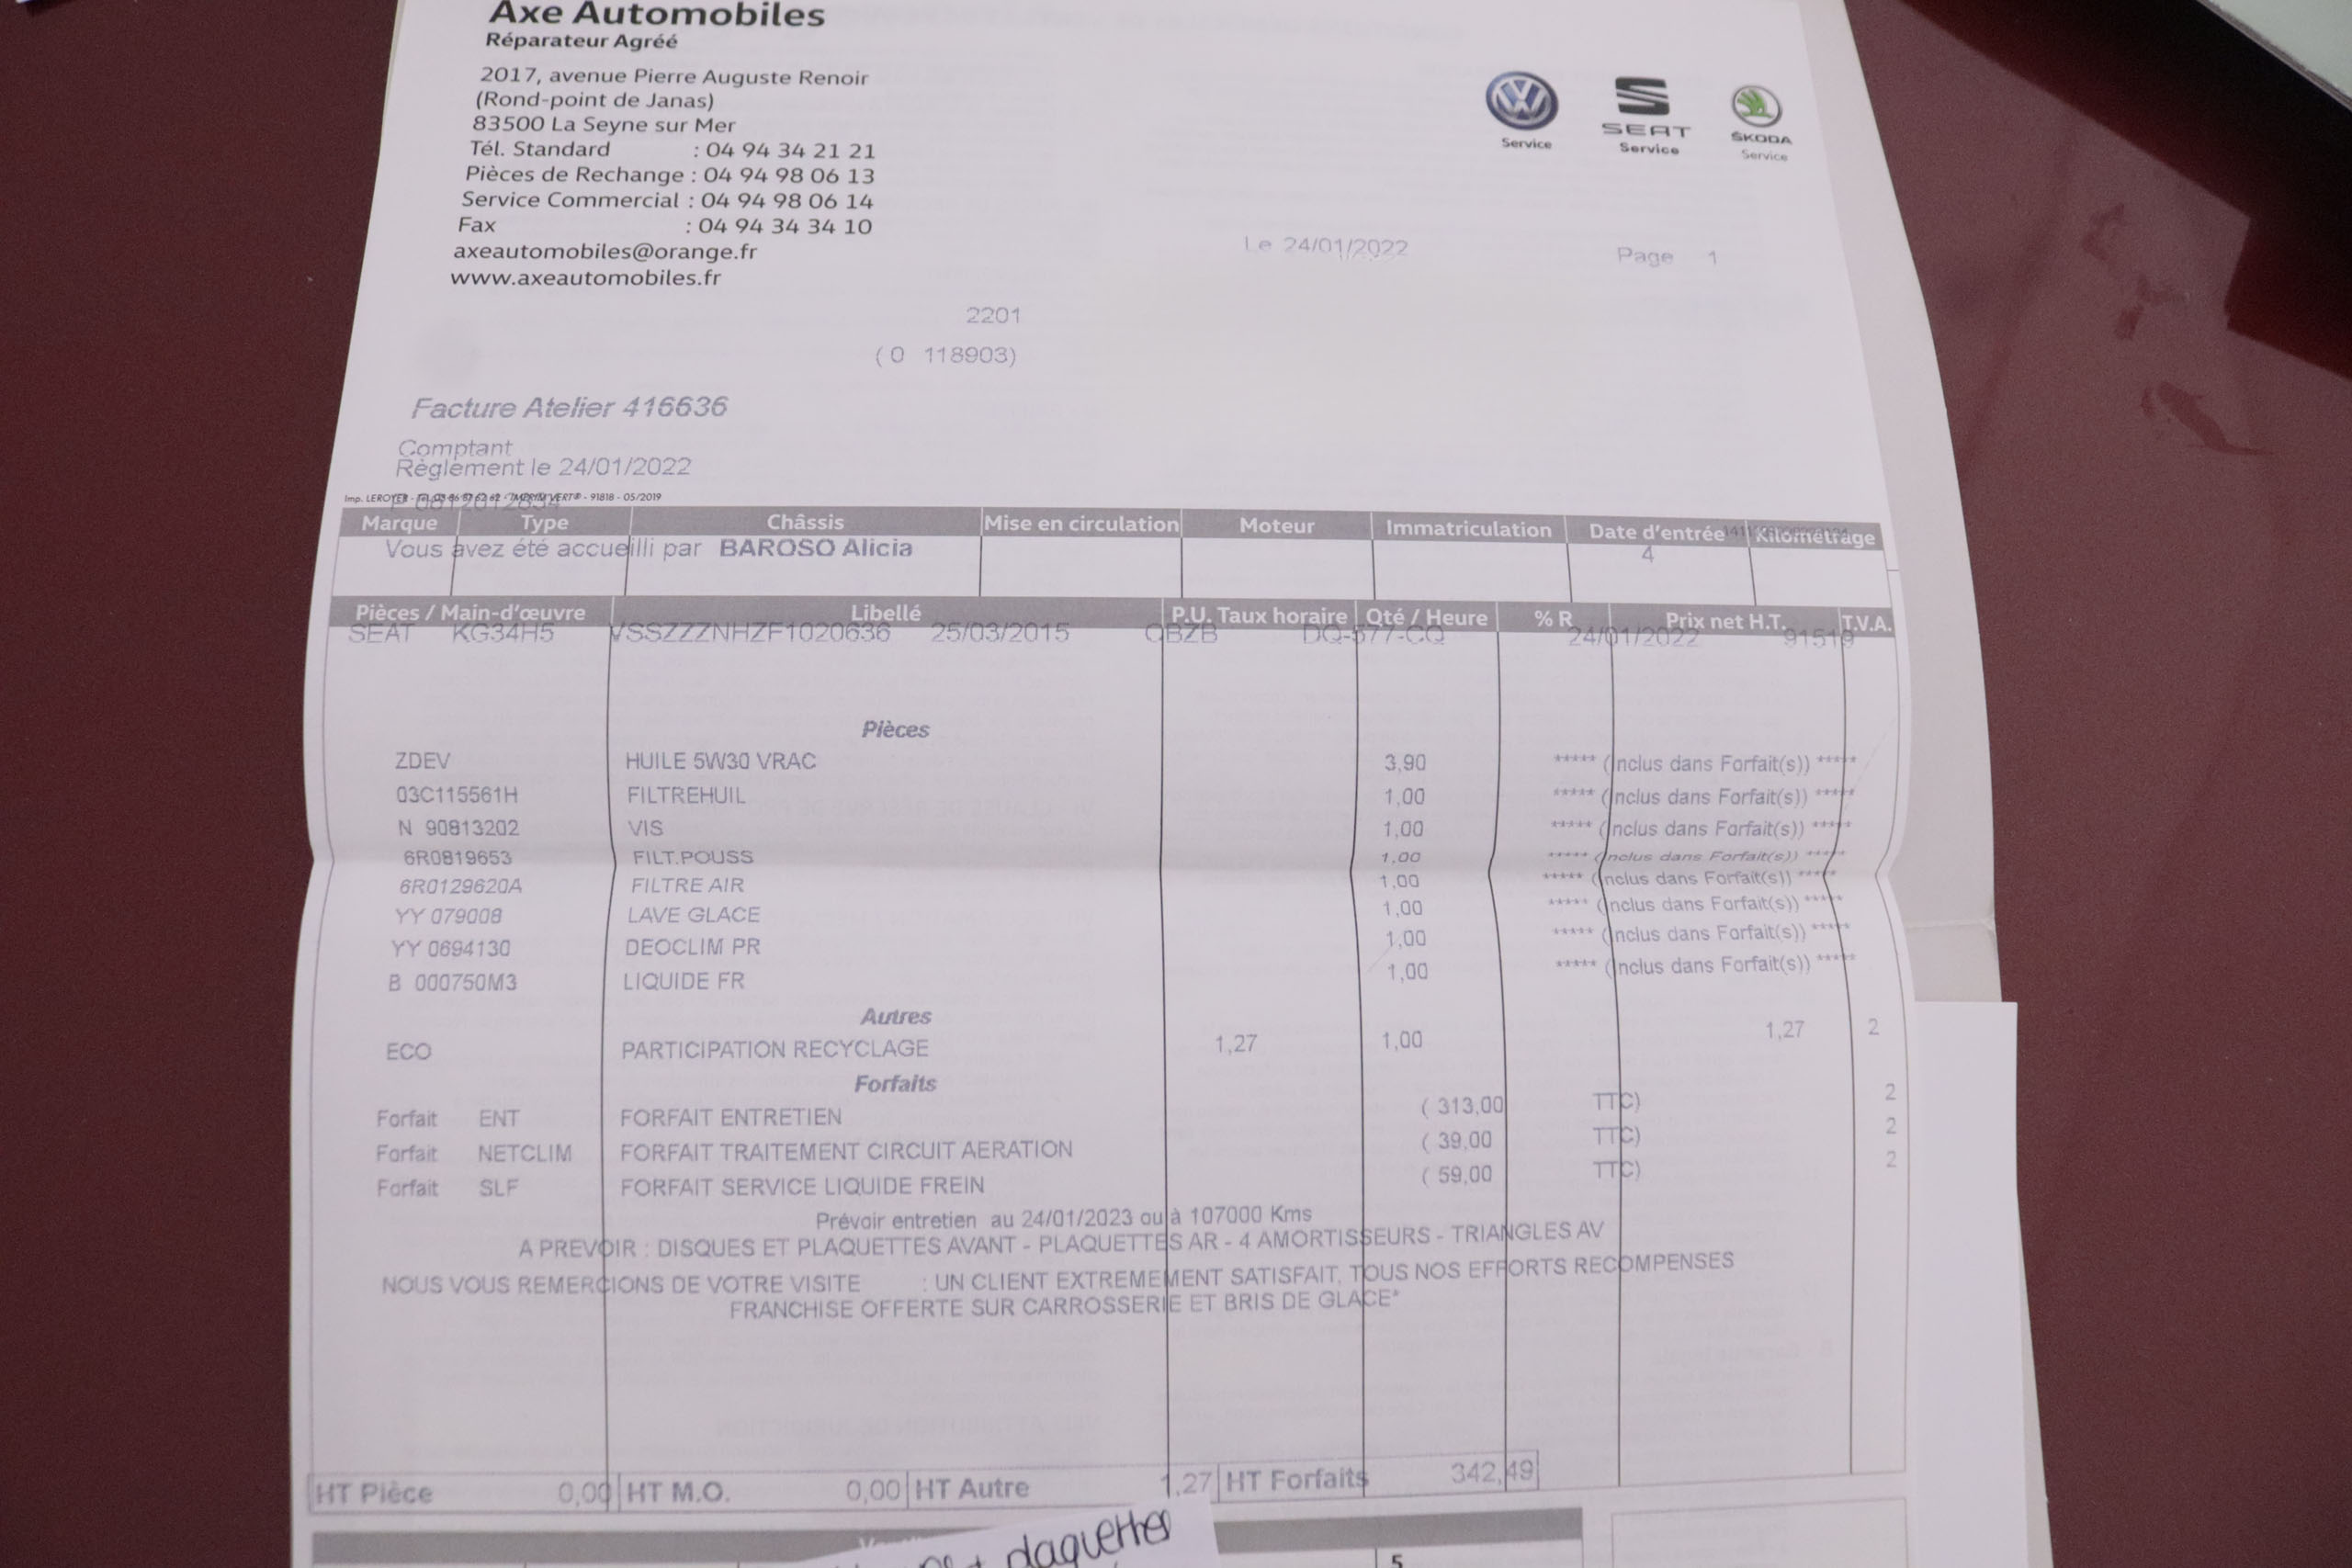 Axe Automobiles
Réparateur Agréé
2017, avenue Pierre Auguste Renoir
(Rond-point de Janas)
83500 La Seyne sur Mer
Tél. Standard : 04 94 34 21 21
Pièces de Rechange : 04 94 98 06 13
Service Commercial : 04 94 98 06 14
Fax : 04 94 34 34 10
axeautomobiles@orange.fr
www.axeautomobiles.fr
Service
SEAT
Service
ŠKODA
Service
Le 24/01/2022
Page 1
2201
(0 118903)
Facture Atelier 416636
Comptant
Règlement le 24/01/2022
Imp. LEROYER - - 91818 - 05/2019
Marque Type Châssis Mise en circulation Moteur Immatriculation Date d'entrée Kilométrage
Vous avez été accueilli par BAROSO Alicia 4
Pièces / Main-d'œuvre Libellé P.U. Taux horaire Qté / Heure % R Prix net H.T. T.V.A.
SEAT KG34H5 VSSZZZNHZF1020636 25/03/2015 CBZB DQ-577-CQ 24/01/2022 91519
Pièces
ZDEV HUILE 5W30 VRAC 3,90 ***** (Inclus dans Forfait(s)) *****
03C115561H FILTREHUIL 1,00 ***** (Inclus dans Forfait(s)) *****
N 90813202 VIS 1,00 ***** (Inclus dans Forfait(s)) *****
6R0819653 FILT.POUSS 1,00 ***** (Inclus dans Forfait(s)) *****
6R0129620A FILTRE AIR 1,00 ***** (Inclus dans Forfait(s)) *****
YY 079008 LAVE GLACE 1,00 ***** (Inclus dans Forfait(s)) *****
YY 0694130 DEOCLIM PR 1,00 ***** (Inclus dans Forfait(s)) *****
B 000750M3 LIQUIDE FR 1,00 ***** (Inclus dans Forfait(s)) *****
Autres
ECO PARTICIPATION RECYCLAGE 1,27 1,00 1,27 2
Forfaits
Forfait ENT FORFAIT ENTRETIEN ( 313,00 TTC) 2
Forfait NETCLIM FORFAIT TRAITEMENT CIRCUIT AERATION ( 39,00 TTC) 2
Forfait SLF FORFAIT SERVICE LIQUIDE FREIN ( 59,00 TTC) 2
Prévoir entretien au 24/01/2023 ou à 107000 Kms
A PREVOIR : DISQUES ET PLAQUETTES AVANT - PLAQUETTES AR - 4 AMORTISSEURS - TRIANGLES AV
NOUS VOUS REMERCIONS DE VOTRE VISITE : UN CLIENT EXTREMEMENT SATISFAIT, TOUS NOS EFFORTS RECOMPENSES
FRANCHISE OFFERTE SUR CARROSSERIE ET BRIS DE GLACE*
HT Pièce 0,00 HT M.O. 0,00 HT Autre 1,27 HT Forfaits 342,49
5